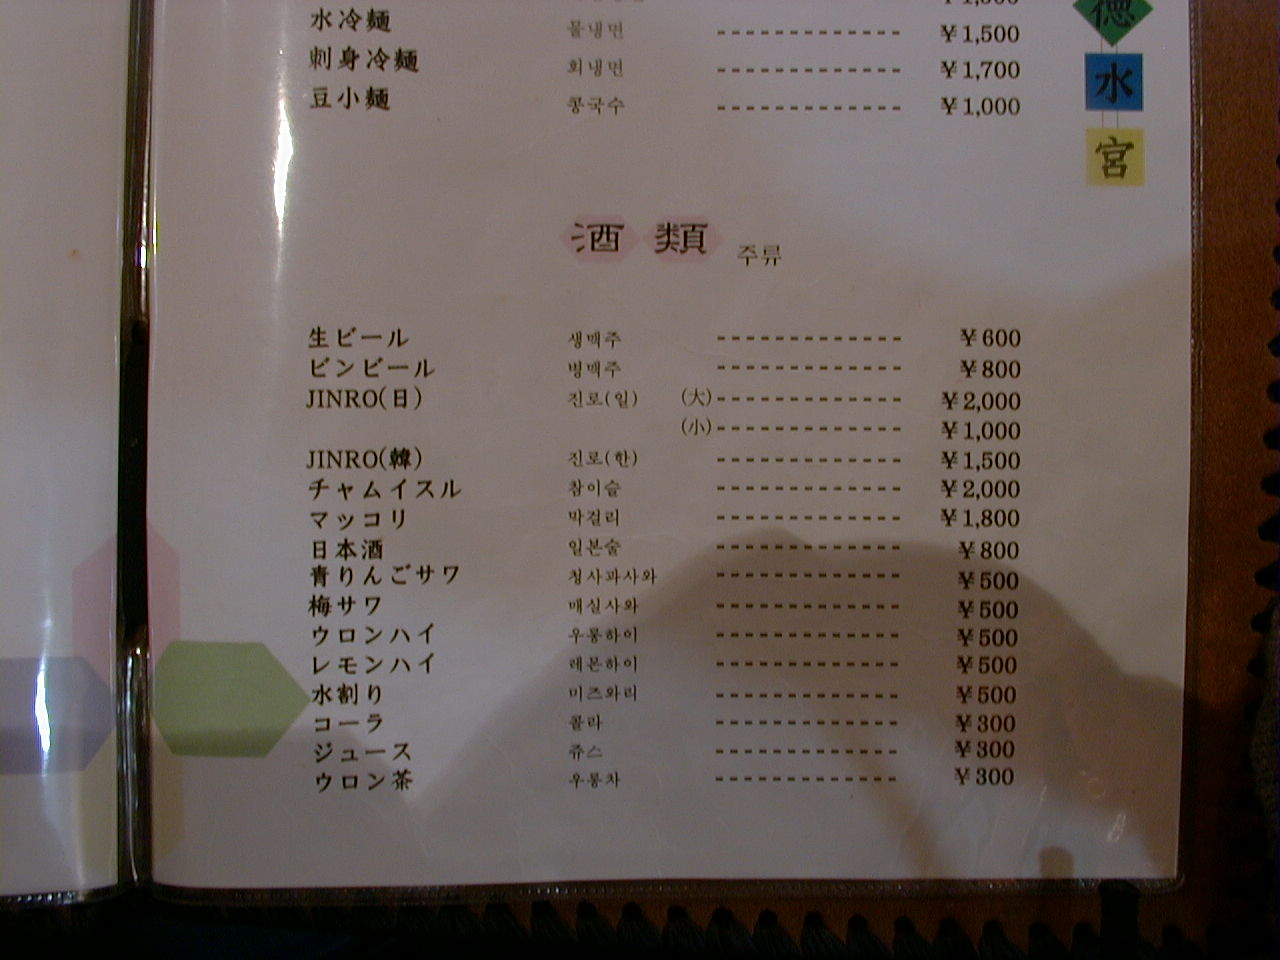 水冷麺 물냉면 ------------- ¥1,500
刺身冷麺 회냉면 ------------- ¥1,700
豆小麺 콩국수 ------------- ¥1,000
徳
水
宮
酒類 주류
生ビール 생맥주 ------------- ¥600
ビンビール 병맥주 ------------- ¥800
JINRO(日) 진로(일) (大)------------- ¥2,000
(小)------------- ¥1,000
JINRO(韓) 진로(한) ------------- ¥1,500
チャムイスル 참이슬 ------------- ¥2,000
マッコリ 막걸리 ------------- ¥1,800
日本酒 일본술 ------------- ¥800
青りんごサワ 청사과사와 ------------- ¥500
梅サワ 매실사와 ------------- ¥500
ウロンハイ 우롱하이 ------------- ¥500
レモンハイ 레몬하이 ------------- ¥500
水割り 미즈와리 ------------- ¥500
コーラ 콜라 ------------- ¥300
ジュース 쥬스 ------------- ¥300
ウロン茶 우롱차 ------------- ¥300